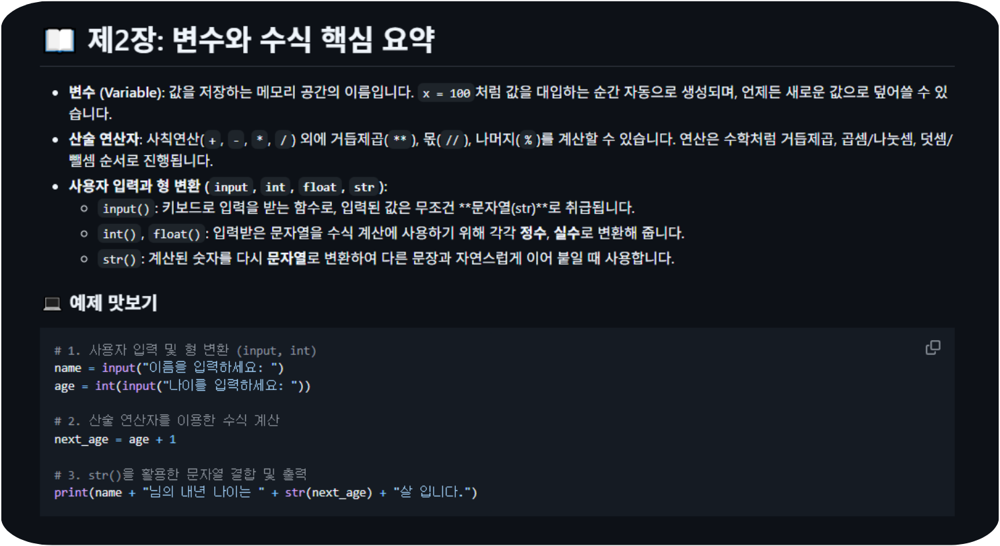 📖 제2장: 변수와 수식 핵심 요약
• 변수 (Variable): 값을 저장하는 메모리 공간의 이름입니다. x = 100 처럼 값을 대입하는 순간 자동으로 생성되며, 언제든 새로운 값으로 덮어쓸 수 있
습니다.
• 산술 연산자: 사칙연산( + , - , * , / ) 외에 거듭제곱( ** ), 몫( // ), 나머지( % )를 계산할 수 있습니다. 연산은 수학처럼 거듭제곱, 곱셈/나눗셈, 덧셈/
뺄셈 순서로 진행됩니다.
• 사용자 입력과 형 변환 ( input , int , float , str ):
○ input() : 키보드로 입력을 받는 함수로, 입력된 값은 무조건 **문자열(str)**로 취급됩니다.
○ int() , float() : 입력받은 문자열을 수식 계산에 사용하기 위해 각각 정수, 실수로 변환해 줍니다.
○ str() : 계산된 숫자를 다시 문자열로 변환하여 다른 문장과 자연스럽게 이어 붙일 때 사용합니다.
💻 예제 맛보기
# 1. 사용자 입력 및 형 변환 (input, int)
name = input("이름을 입력하세요: ")
age = int(input("나이를 입력하세요: "))
# 2. 산술 연산자를 이용한 수식 계산
next_age = age + 1
# 3. str()을 활용한 문자열 결합 및 출력
print(name + "님의 내년 나이는 " + str(next_age) + "살 입니다.")